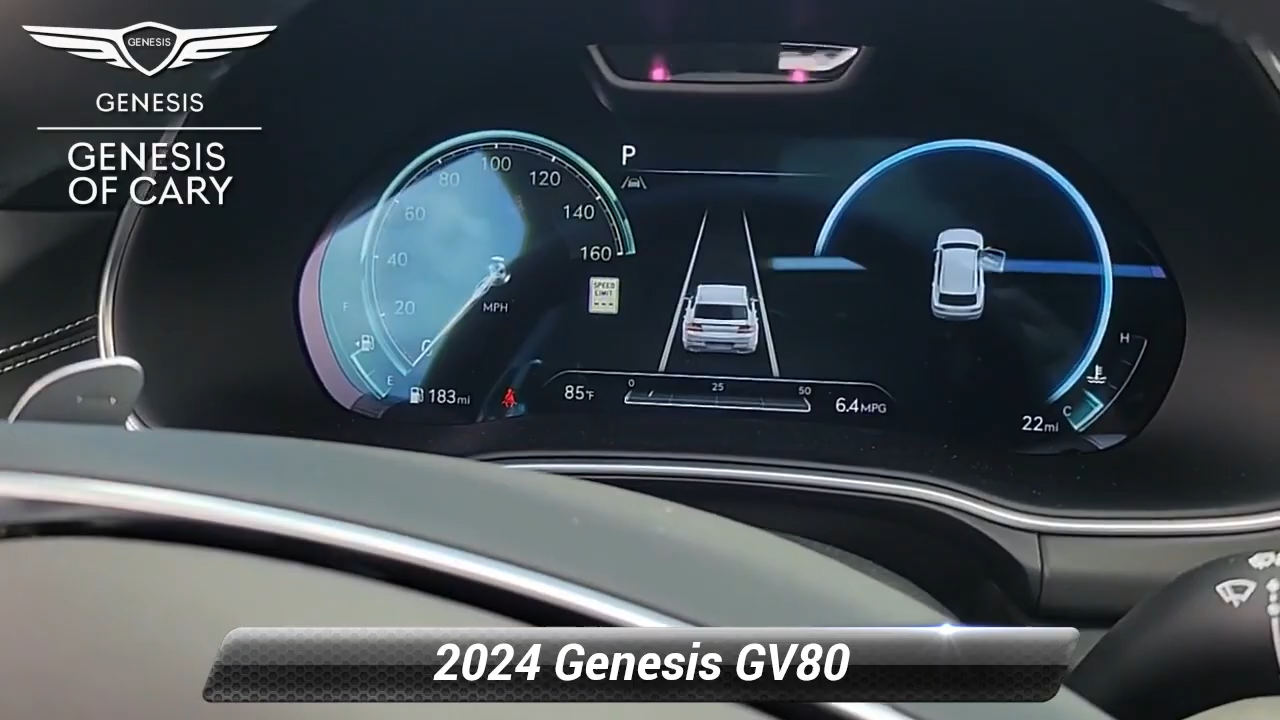 GENESIS
GENESIS
GENESIS
OF CARY
P
80
100
120
60
140
40
160
20
0
MPH
SPEED
LIMIT
F
E
183mi
85°F
0
25
50
6.4MPG
H
C
22mi
2024 Genesis GV80